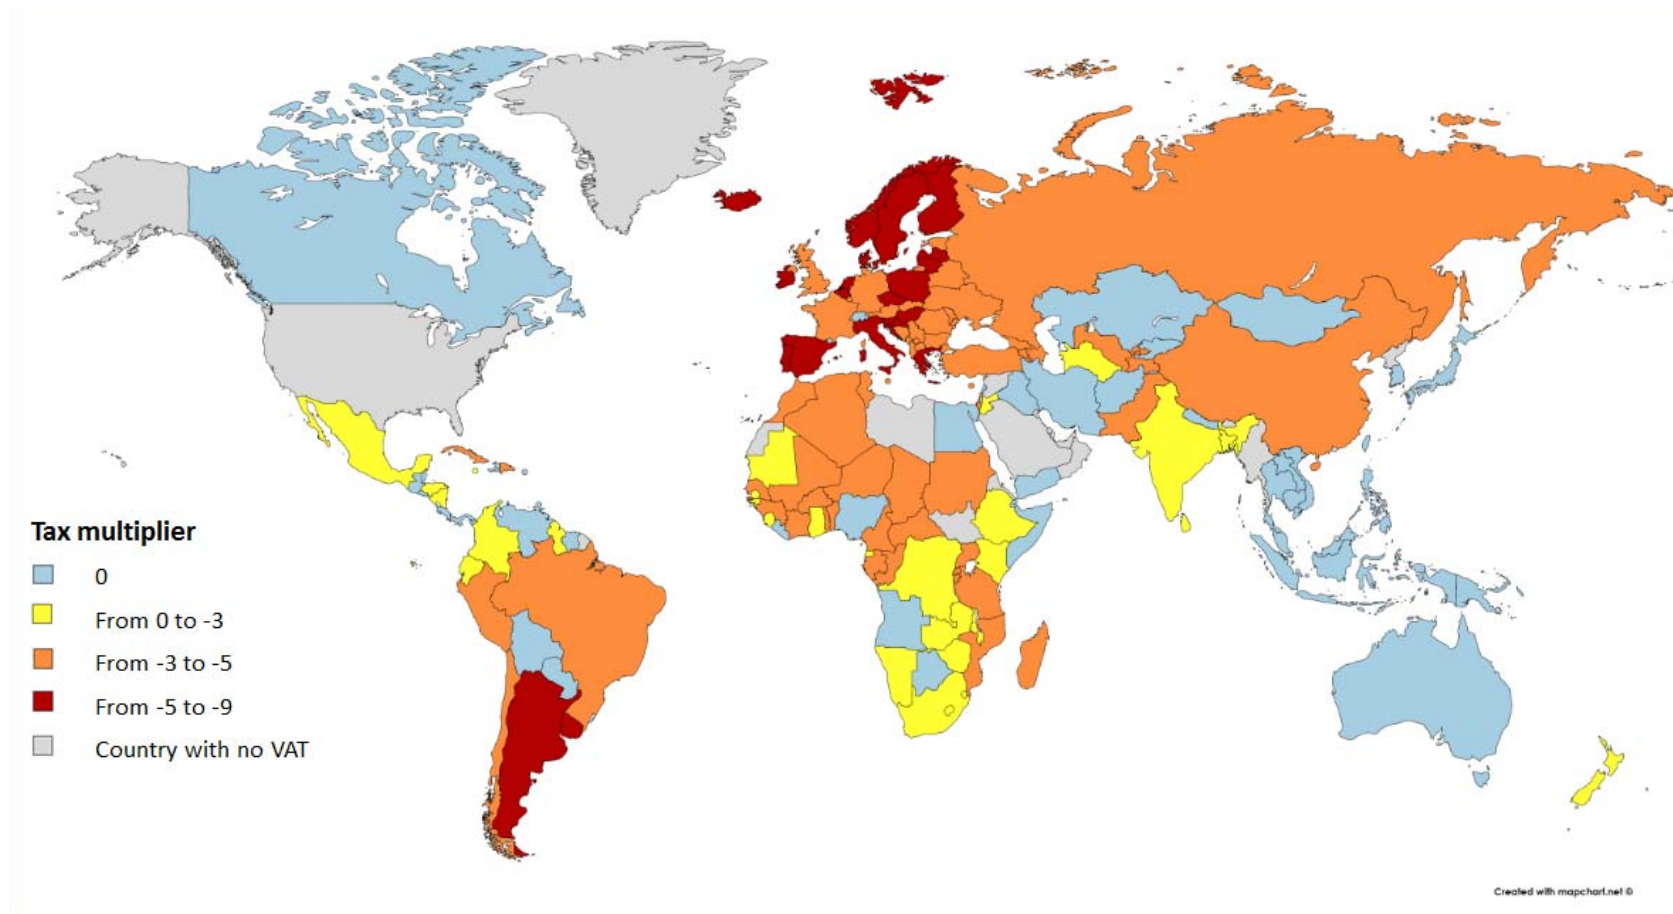 Tax multiplier
0
From 0 to -3
From -3 to -5
From -5 to -9
Country with no VAT
Created with mapchart.net ©